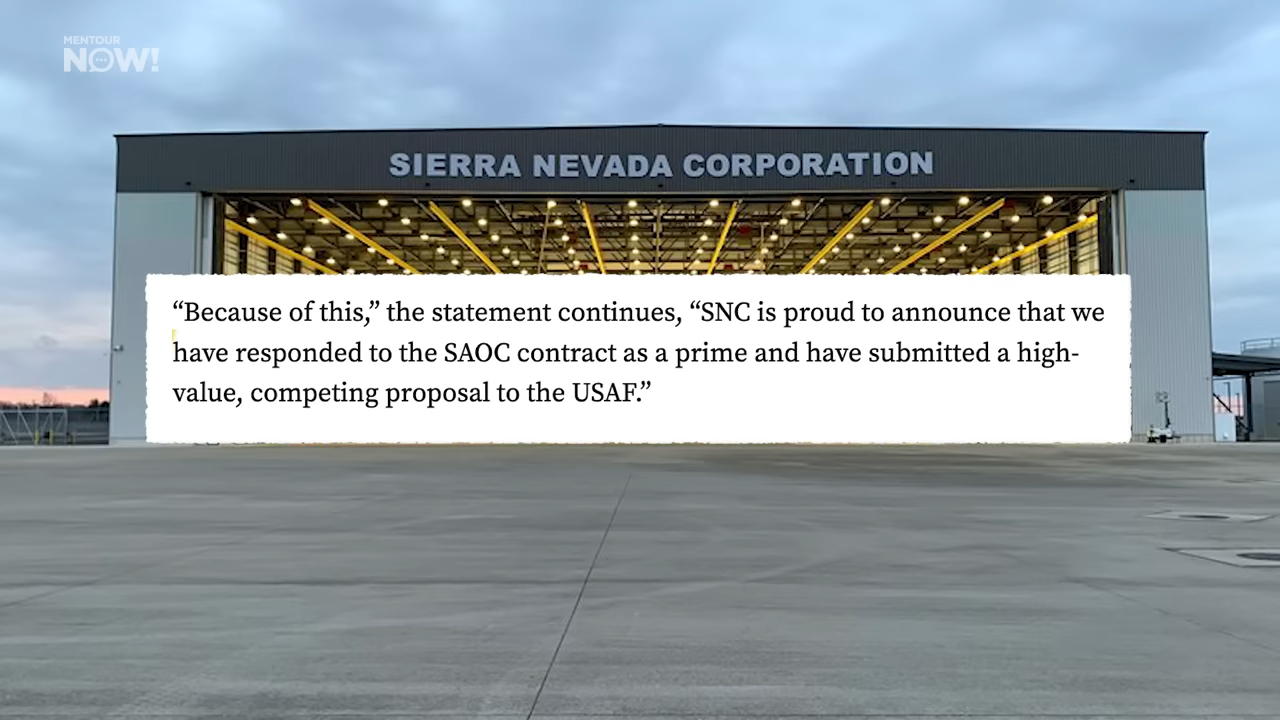 MENTOUR
NOW!
SIERRA NEVADA CORPORATION
“Because of this,” the statement continues, “SNC is proud to announce that we
have responded to the SAOC contract as a prime and have submitted a high-
value, competing proposal to the USAF.”